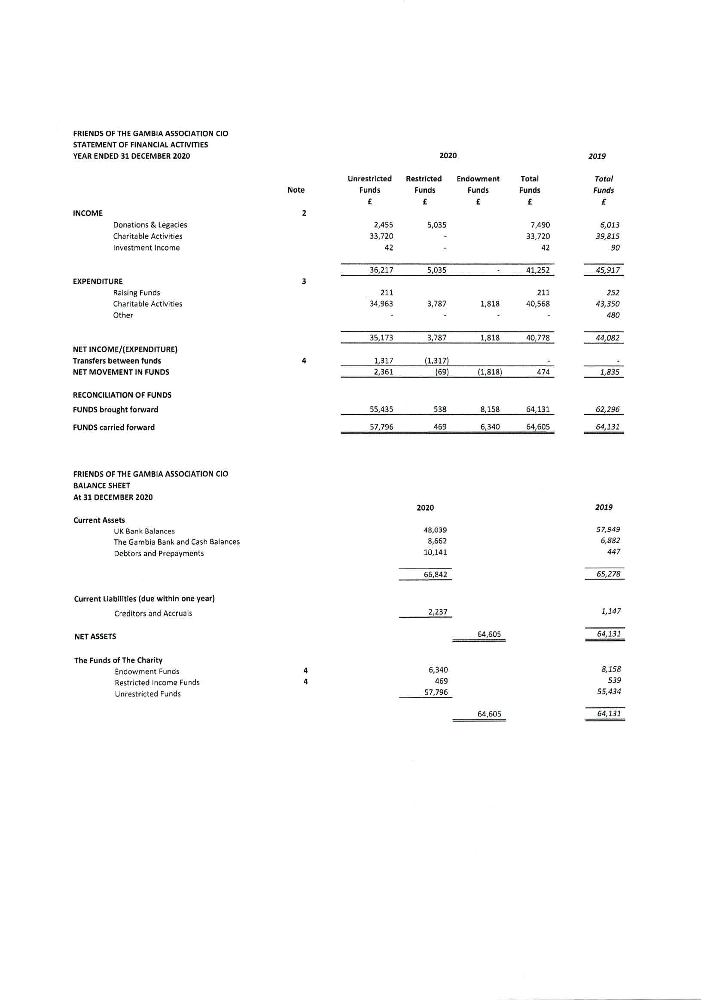 FRIENDS OF THE GAMBIA ASSOCIATION CIO
STATEMENT OF FINANCIAL ACTIVITIES
YEAR ENDED 31 DECEMBER 2020 2020 2019
Unrestricted Restricted Endowment Total Total
Note Funds Funds Funds Funds Funds
£ £ £ £ £
INCOME 2
Donations & Legacies 2,455 5,035 7,490 6,013
Charitable Activities 33,720 - 33,720 39,815
Investment Income 42 - 42 90
36,217 5,035 - 41,252 45,917
EXPENDITURE 3
Raising Funds 211 211 252
Charitable Activities 34,963 3,787 1,818 40,568 43,350
Other - - - - 480
35,173 3,787 1,818 40,778 44,082
NET INCOME/(EXPENDITURE)
Transfers between funds 4 1,317 (1,317) - -
NET MOVEMENT IN FUNDS 2,361 (69) (1,818) 474 1,835
RECONCILIATION OF FUNDS
FUNDS brought forward 55,435 538 8,158 64,131 62,296
FUNDS carried forward 57,796 469 6,340 64,605 64,131
FRIENDS OF THE GAMBIA ASSOCIATION CIO
BALANCE SHEET
At 31 DECEMBER 2020
2020 2019
Current Assets
UK Bank Balances 48,039 57,949
The Gambia Bank and Cash Balances 8,662 6,882
Debtors and Prepayments 10,141 447
66,842 65,278
Current Liabilities (due within one year)
Creditors and Accruals 2,237 1,147
NET ASSETS 64,605 64,131
The Funds of The Charity
Endowment Funds 4 6,340 8,158
Restricted Income Funds 4 469 539
Unrestricted Funds 57,796 55,434
64,605 64,131